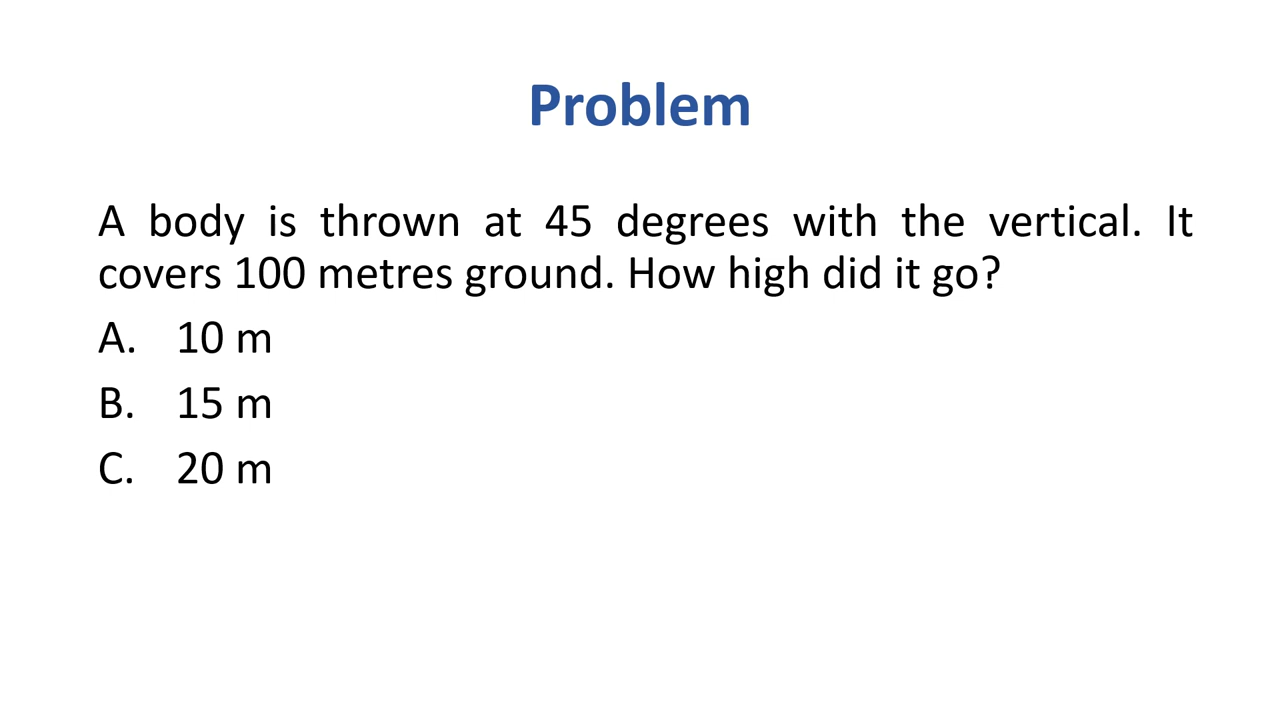 Problem
A body is thrown at 45 degrees with the vertical. It
covers 100 metres ground. How high did it go?
A. 10 m
B. 15 m
C. 20 m